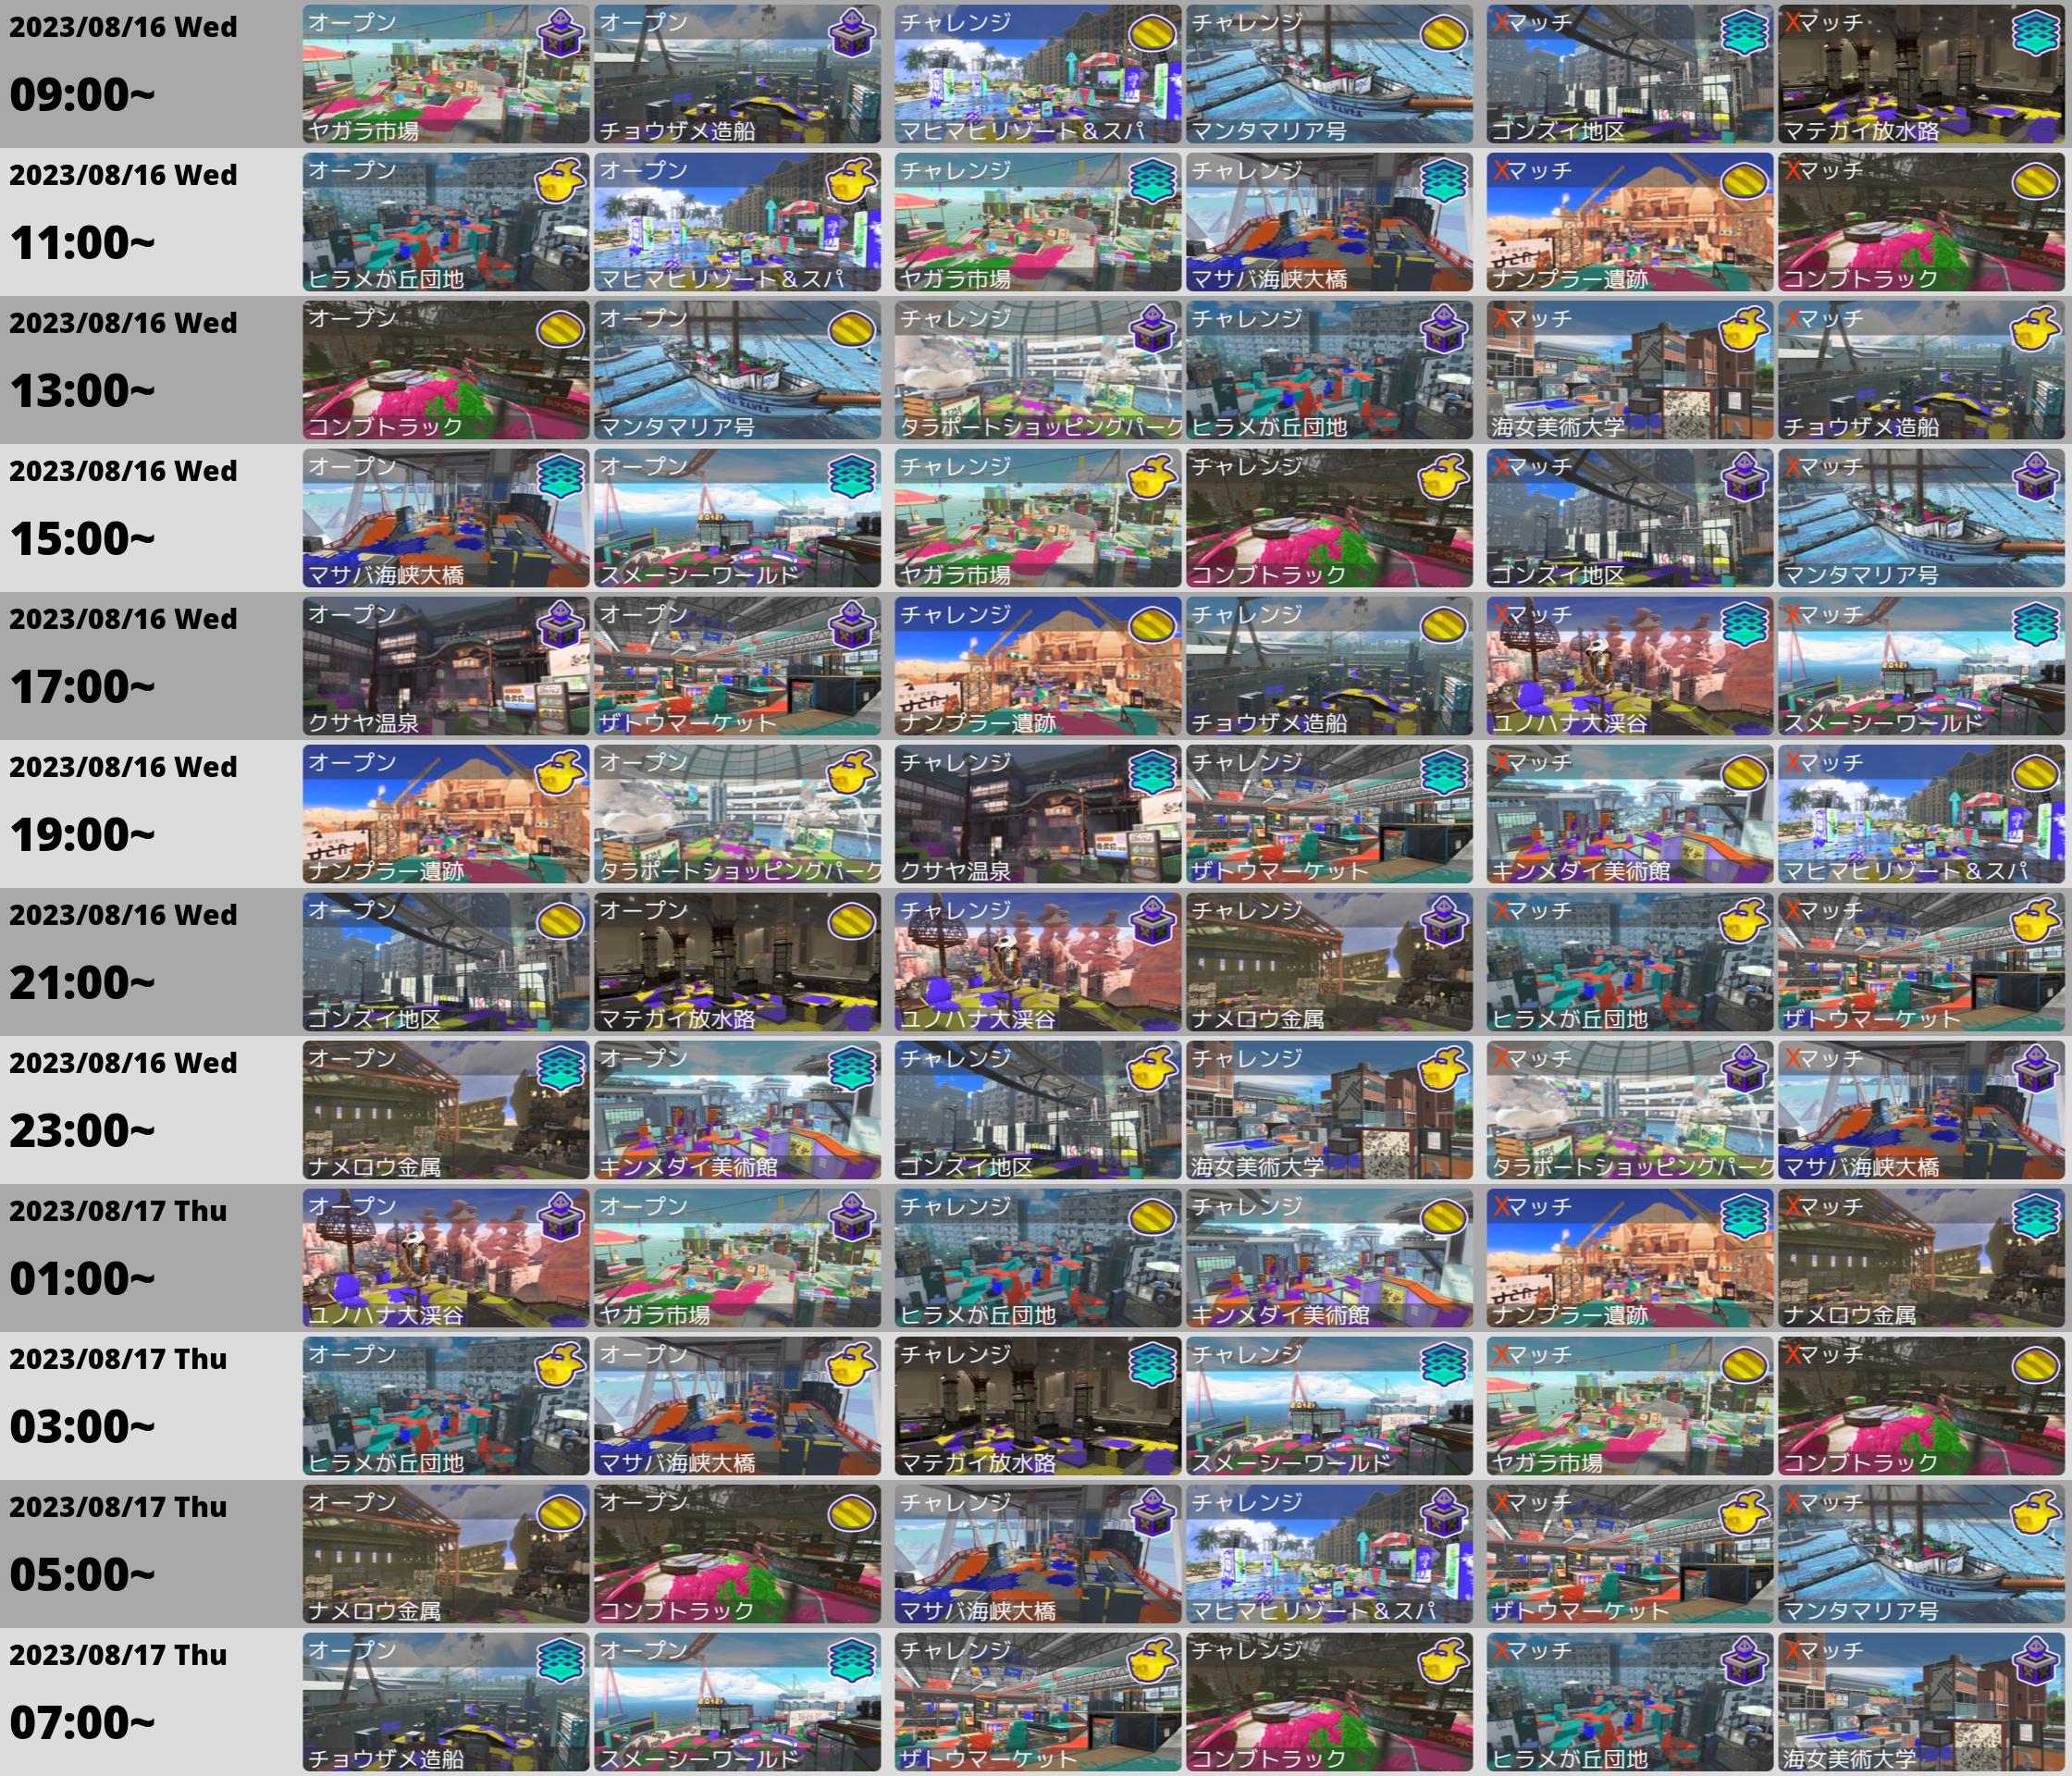 2023/08/16 Wed
09:00~
オープン オープン チャレンジ チャレンジ Xマッチ Xマッチ
ヤガラ市場 チョウザメ造船 マヒマヒリゾート＆スパ マンタマリア号 ゴンズイ地区 マテガイ放水路
2023/08/16 Wed
11:00~
オープン オープン チャレンジ チャレンジ Xマッチ Xマッチ
ヒラメが丘団地 マヒマヒリゾート＆スパ ヤガラ市場 マサバ海峡大橋 ナンプラー遺跡 コンブトラック
2023/08/16 Wed
13:00~
オープン オープン チャレンジ チャレンジ Xマッチ Xマッチ
コンブトラック マンタマリア号 タラポートショッピングパーク ヒラメが丘団地 海女美術大学 チョウザメ造船
2023/08/16 Wed
15:00~
オープン オープン チャレンジ チャレンジ Xマッチ Xマッチ
マサバ海峡大橋 スメーシーワールド ヤガラ市場 コンブトラック ゴンズイ地区 マンタマリア号
2023/08/16 Wed
17:00~
オープン オープン チャレンジ チャレンジ Xマッチ Xマッチ
クサヤ温泉 ザトウマーケット ナンプラー遺跡 チョウザメ造船 ユノハナ大渓谷 スメーシーワールド
2023/08/16 Wed
19:00~
オープン オープン チャレンジ チャレンジ Xマッチ Xマッチ
ナンプラー遺跡 タラポートショッピングパーク クサヤ温泉 ザトウマーケット キンメダイ美術館 マヒマヒリゾート＆スパ
2023/08/16 Wed
21:00~
オープン オープン チャレンジ チャレンジ Xマッチ Xマッチ
ゴンズイ地区 マテガイ放水路 ユノハナ大渓谷 ナメロウ金属 ヒラメが丘団地 ザトウマーケット
2023/08/16 Wed
23:00~
オープン オープン チャレンジ チャレンジ Xマッチ Xマッチ
ナメロウ金属 キンメダイ美術館 ゴンズイ地区 海女美術大学 タラポートショッピングパーク マサバ海峡大橋
2023/08/17 Thu
01:00~
オープン オープン チャレンジ チャレンジ Xマッチ Xマッチ
ユノハナ大渓谷 ヤガラ市場 ヒラメが丘団地 キンメダイ美術館 ナンプラー遺跡 ナメロウ金属
2023/08/17 Thu
03:00~
オープン オープン チャレンジ チャレンジ Xマッチ Xマッチ
ヒラメが丘団地 マサバ海峡大橋 マテガイ放水路 スメーシーワールド ヤガラ市場 コンブトラック
2023/08/17 Thu
05:00~
オープン オープン チャレンジ チャレンジ Xマッチ Xマッチ
ナメロウ金属 コンブトラック マサバ海峡大橋 マヒマヒリゾート＆スパ ザトウマーケット マンタマリア号
2023/08/17 Thu
07:00~
オープン オープン チャレンジ チャレンジ Xマッチ Xマッチ
チョウザメ造船 スメーシーワールド ザトウマーケット コンブトラック ヒラメが丘団地 海女美術大学